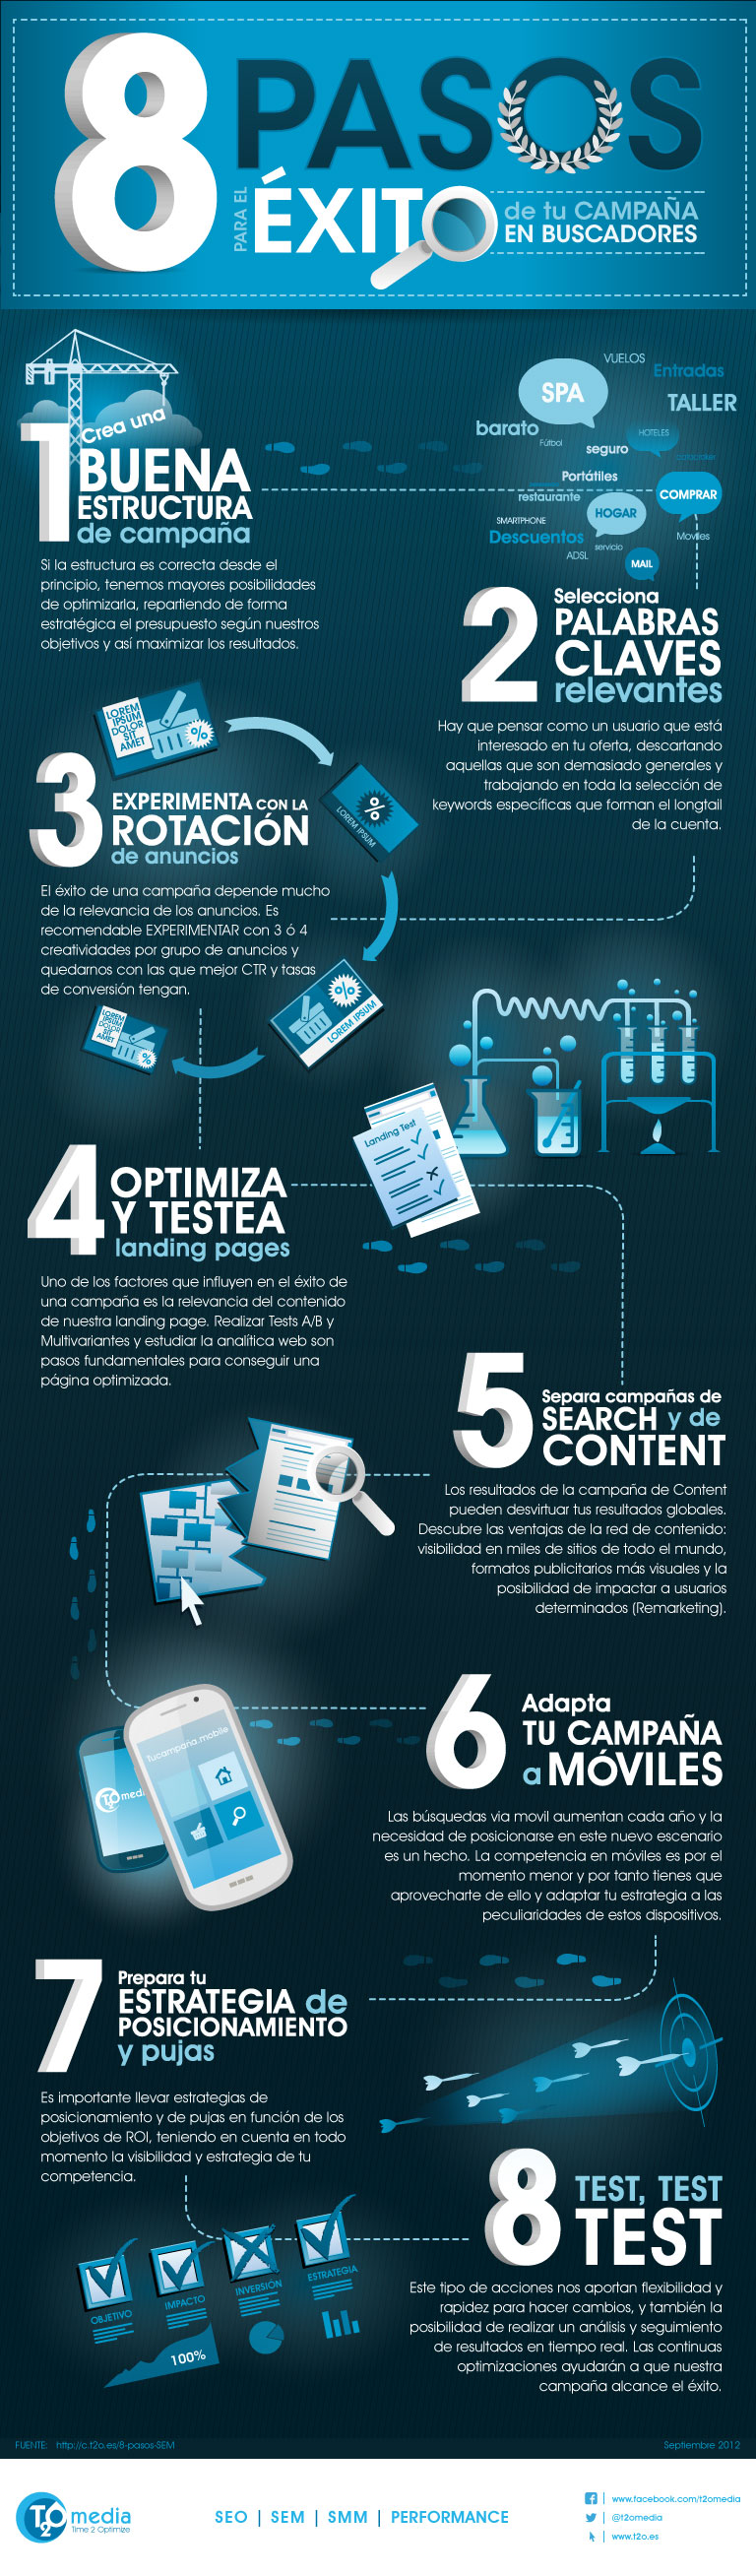 8 PASOS
PARA EL ÉXITO
de tu CAMPAÑA
EN BUSCADORES
1
Crea una
BUENA
ESTRUCTURA
de campaña
Si la estructura es correcta desde el
principio, tenemos mayores posibilidades
de optimizarla, repartiendo de forma
estratégica el presupuesto según nuestros
objetivos y así maximizar los resultados.
VUELOS
Entradas
SPA
TALLER
barato
Fútbol
HOTELES
seguro
Portátiles
restaurante
COMPRAR
SMARTPHONE
HOGAR
Descuentos
servicio
Moviles
ADSL
MAIL
2
Selecciona
PALABRAS
CLAVES
relevantes
Hay que pensar como un usuario que está
interesado en tu oferta, descartando
aquellas que son demasiado generales y
trabajando en toda la selección de
keywords específicas que forman el longtail
de la cuenta.
LOREM
IPSUM
DOLOR
SIT
AMET
%
%
LOREM IPSUM
3
EXPERIMENTA CON LA
ROTACIÓN
de anuncios
El éxito de una campaña depende mucho
de la relevancia de los anuncios. Es
recomendable EXPERIMENTAR con 3 ó 4
creatividades por grupo de anuncios y
quedarnos con las que mejor CTR y tasas
de conversión tengan.
%
LOREM IPSUM
LOREM
IPSUM
DOLOR
SIT
AMET
%
Landing Test
4
OPTIMIZA
Y TESTEA
landing pages
Uno de los factores que influyen en el éxito de
una campaña es la relevancia del contenido
de nuestra landing page. Realizar Tests A/B y
Multivariantes y estudiar la analítica web son
pasos fundamentales para conseguir una
página optimizada.
5
Separa campañas de
SEARCH y de
CONTENT
Los resultados de la campaña de Content
pueden desvirtuar tus resultados globales.
Descubre las ventajas de la red de contenido:
visibilidad en miles de sitios de todo el mundo,
formatos publicitarios más visuales y la
posibilidad de impactar a usuarios
determinados (Remarketing).
Tucampana.mobile
T2O medi
6
Adapta
TU CAMPAÑA
a MÓVILES
Las búsquedas via movil aumentan cada año y la
necesidad de posicionarse en este nuevo escenario
es un hecho. La competencia en móviles es por el
momento menor y por tanto tienes que
aprovecharte de ello y adaptar tu estrategia a las
peculiaridades de estos dispositivos.
7
Prepara tu
ESTRATEGIA de
POSICIONAMIENTO
y pujas
Es importante llevar estrategias de
posicionamiento y de pujas en función de los
objetivos de ROI, teniendo en cuenta en todo
momento la visibilidad y estrategia de tu
competencia.
8
TEST, TEST
TEST
Este tipo de acciones nos aportan flexibilidad y
rapidez para hacer cambios, y también la
posibilidad de realizar un análisis y seguimiento
de resultados en tiempo real. Las continuas
optimizaciones ayudarán a que nuestra
campaña alcance el éxito.
OBJETIVO
IMPACTO
INVERSIÓN
ESTRATEGIA
100%
FUENTE: http://c.t2o.es/8-pasos-SEM
Septiembre 2012
T2O media
Time 2 Optimize
SEO | SEM | SMM | PERFORMANCE
www.facebook.com/t2omedia
@t2omedia
www.t2o.es